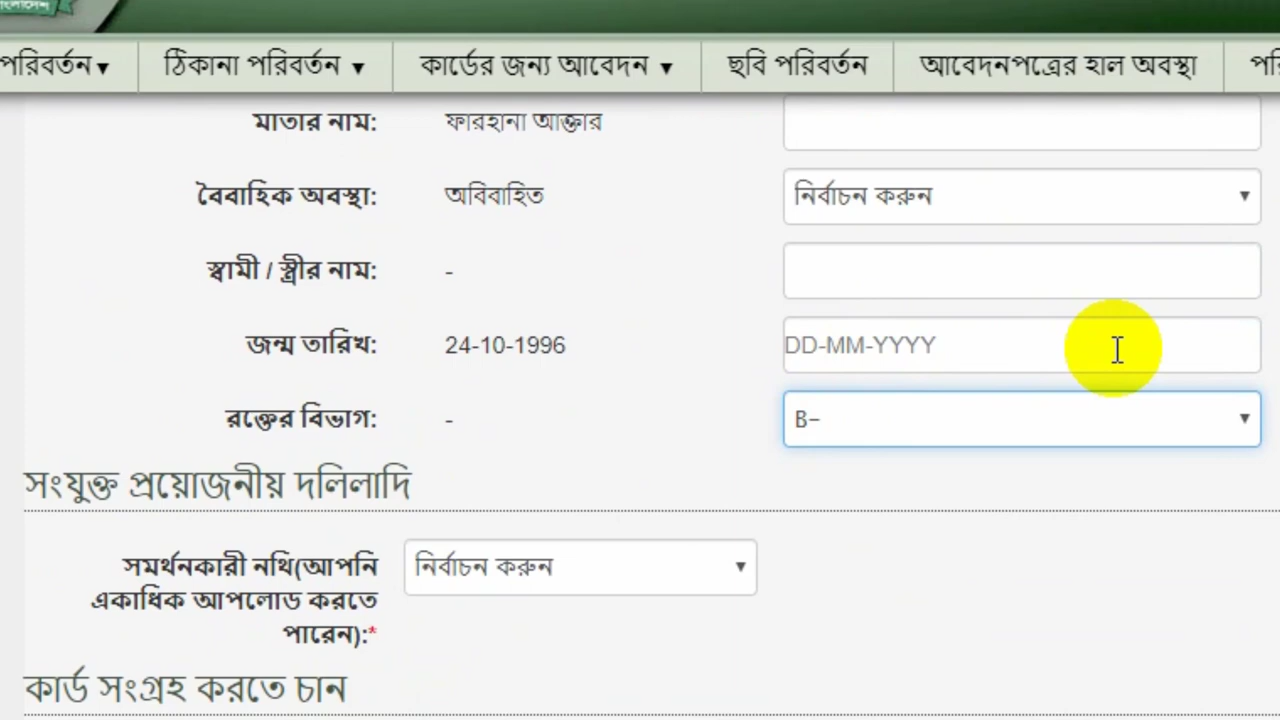 পরিবর্তন▾ ঠিকানা পরিবর্তন ▾ কার্ডের জন্য আবেদন ▾ ছবি পরিবর্তন আবেদনপত্রের হাল অবস্থা
মাতার নাম: ফারহানা আক্তার
বৈবাহিক অবস্থা: অবিবাহিত নির্বাচন করুন
স্বামী / স্ত্রীর নাম: -
জন্ম তারিখ: 24-10-1996 DD-MM-YYYY
রক্তের বিভাগ: - B-
সংযুক্ত প্রয়োজনীয় দলিলাদি
সমর্থনকারী নথি(আপনি নির্বাচন করুন
একাধিক আপলোড করতে
পারেন):*
কার্ড সংগ্রহ করতে চান